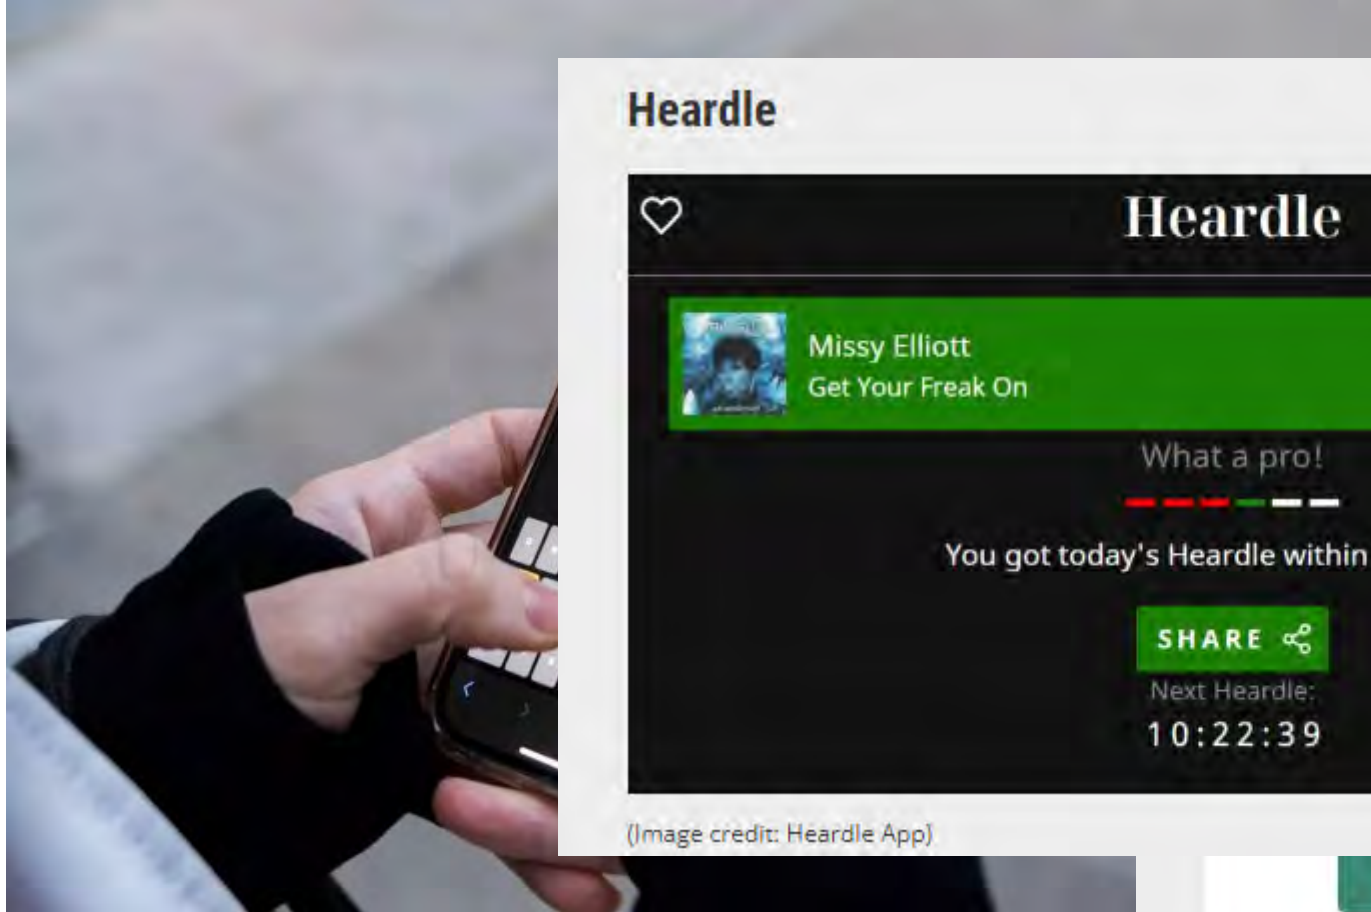 Heardle
Heardle
Missy Elliott
Get Your Freak On
What a pro!
You got today's Heardle within
SHARE
Next Heardle:
10:22:39
(Image credit: Heardle App)